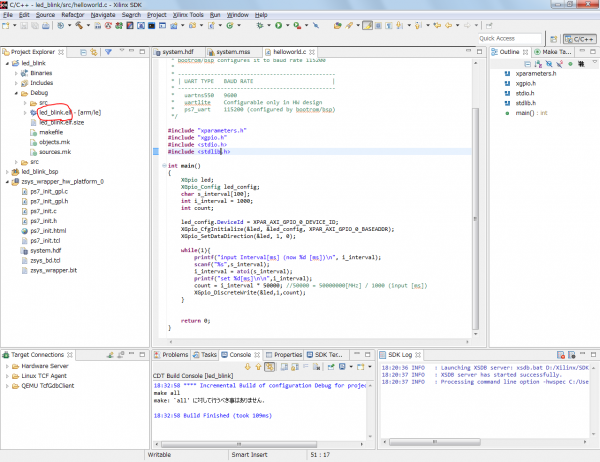 C/C++ - led_blink/src/helloworld.c - Xilinx SDK
File Edit Source Refactor Navigate Search Project Xilinx Tools Run Window Help
Quick Access
C/C++
Project Explorer
led_blink
Binaries
Includes
Debug
src
led_blink.elf - [arm/le]
led_blink.elf.size
makefile
objects.mk
sources.mk
src
led_blink_bsp
zsys_wrapper_hw_platform_0
ps7_init_gpl.c
ps7_init_gpl.h
ps7_init.c
ps7_init.h
ps7_init.html
ps7_init.tcl
system.hdf
zsys_bd.tcl
zsys_wrapper.bit
system.hdf system.mss helloworld.c
* bootrom/bsp configures it to baud rate 115200
*
* ------------------------------------------------
* | UART TYPE BAUD RATE |
* ------------------------------------------------
* uartns550 9600
* uartlite Configurable only in HW design
* ps7_uart 115200 (configured by bootrom/bsp)
*/
#include "xparameters.h"
#include "xgpio.h"
#include <stdio.h>
#include <stdlib.h>
int main()
{
XGpio led;
XGpio_Config led_config;
char s_interval[100];
int i_interval = 1000;
int count;
led_config.DeviceId = XPAR_AXI_GPIO_0_DEVICE_ID;
XGpio_CfgInitialize(&led, &led_config, XPAR_AXI_GPIO_0_BASEADDR);
XGpio_SetDataDirection(&led, 1, 0);
while(1){
printf("input Interval[ms] (now %d [ms])\n", i_interval);
scanf("%s",s_interval);
i_interval = atoi(s_interval);
printf("set %d[ms]\n\n",i_interval);
count = i_interval * 50000; //50000 = 50000000[MHz] / 1000 (input [ms])
XGpio_DiscreteWrite(&led,1,count);
}
return 0;
}
Outline Make Ta...
xparameters.h
xgpio.h
stdio.h
stdlib.h
main() : int
Target Connections
Hardware Server
Linux TCF Agent
QEMU TcfGdbClient
Problems Tasks Console Properties SDK Ter...
CDT Build Console [led_blink]
18:32:58 **** Incremental Build of configuration Debug for projec
make all
make: `all' に対して行うべき事はありません.
18:32:58 Build Finished (took 109ms)
SDK Log
18:20:36 INFO : Launching XSDB server: xsdb.bat D:/Xilinx/SDK/
18:20:37 INFO : XSDB server has started successfully.
18:20:37 INFO : Processing command line option -hwspec C:/Use
Writable Smart Insert 51 : 17